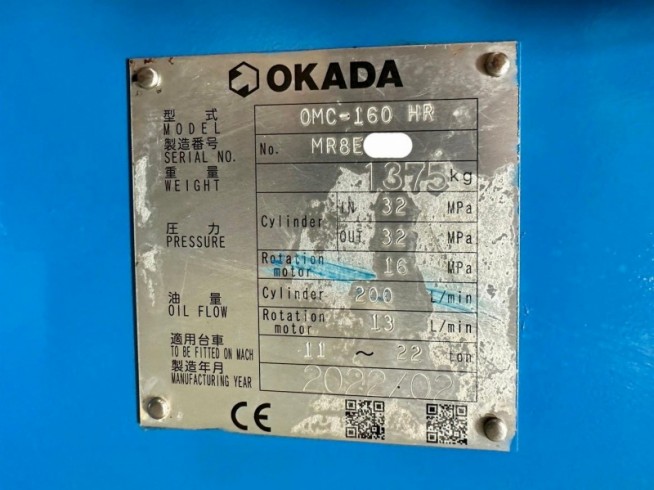 OKADA
型式 OMC-160 HR
MODEL
製造番号 No. MR8E
SERIAL NO.
重量 1375 kg
WEIGHT
圧力 Cylinder IN 32 MPa
PRESSURE OUT 32 MPa
Rotation motor 16 MPa
油量 Cylinder 200 L/min
OIL FLOW Rotation motor 13 L/min
適用台車 11 ~ 22 ton
TO BE FITTED ON MACH
製造年月 2022.02
MANUFACTURING YEAR
CE